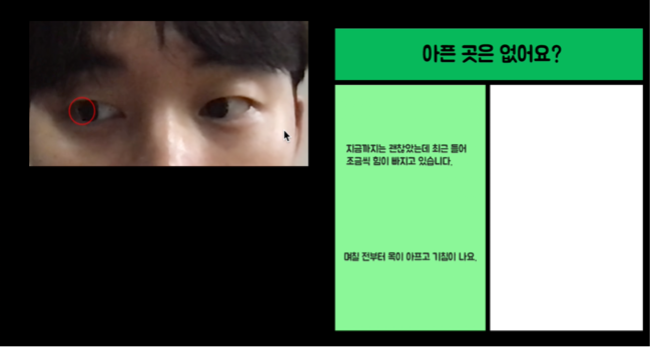 아픈 곳은 없어요?
지금까지는 괜찮았는데 최근 들어
조금씩 힘이 빠지고 있습니다.
며칠 전부터 목이 아프고 기침이 나요.